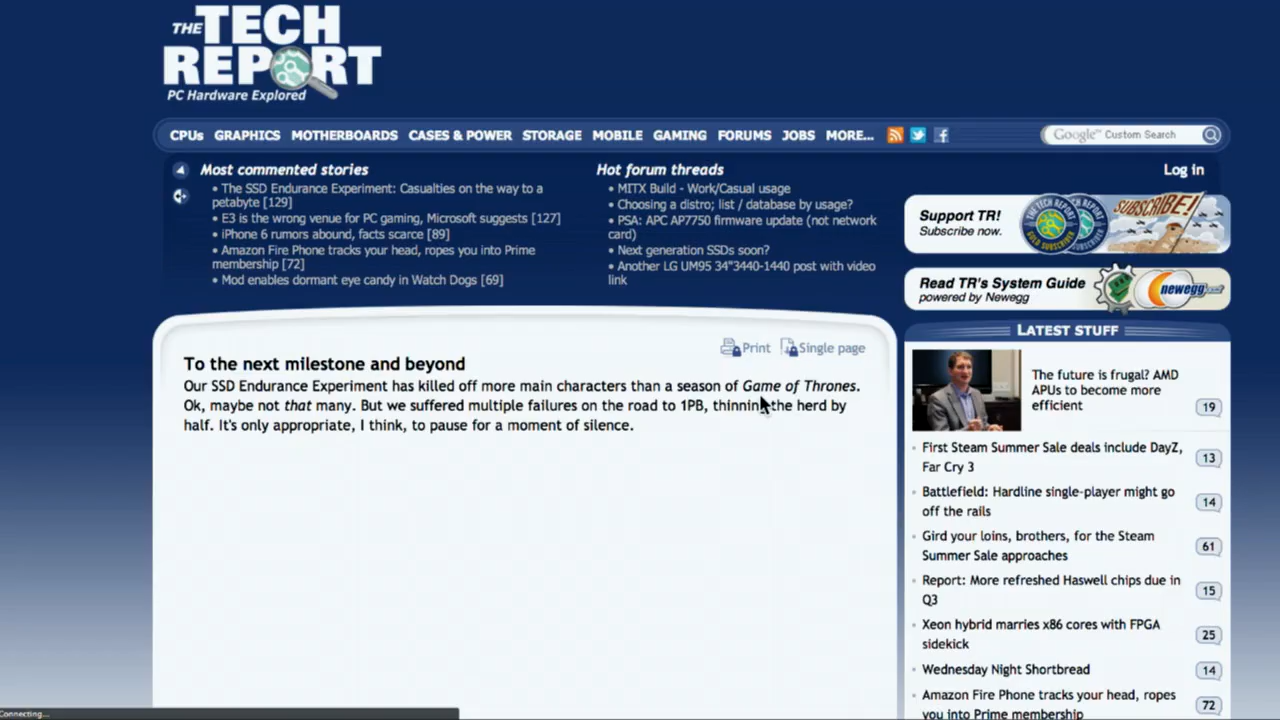 THE TECH
REPORT
PC Hardware Explored
CPUs GRAPHICS MOTHERBOARDS CASES & POWER STORAGE MOBILE GAMING FORUMS JOBS MORE... Google™ Custom Search
Most commented stories
• The SSD Endurance Experiment: Casualties on the way to a
petabyte [129]
• E3 is the wrong venue for PC gaming, Microsoft suggests [127]
• iPhone 6 rumors abound, facts scarce [89]
• Amazon Fire Phone tracks your head, ropes you into Prime
membership [72]
• Mod enables dormant eye candy in Watch Dogs [69]
Hot forum threads
• MITX Build - Work/Casual usage
• Choosing a distro; list / database by usage?
• PSA: APC AP7750 firmware update (not network
card)
• Next generation SSDs soon?
• Another LG UM95 34"3440-1440 post with video
link
Log in
Support TR!
Subscribe now.
SUBSCRIBE!
Read TR's System Guide
powered by Newegg
newegg.com
Print Single page
To the next milestone and beyond
Our SSD Endurance Experiment has killed off more main characters than a season of Game of Thrones.
Ok, maybe not that many. But we suffered multiple failures on the road to 1PB, thinning the herd by
half. It's only appropriate, I think, to pause for a moment of silence.
LATEST STUFF
The future is frugal? AMD
APUs to become more
efficient 19
First Steam Summer Sale deals include DayZ,
Far Cry 3 13
Battlefield: Hardline single-player might go
off the rails 14
Gird your loins, brothers, for the Steam
Summer Sale approaches 61
Report: More refreshed Haswell chips due in
Q3 15
Xeon hybrid marries x86 cores with FPGA
sidekick 25
Wednesday Night Shortbread 14
Amazon Fire Phone tracks your head, ropes
you into Prime membership 72
Connecting...